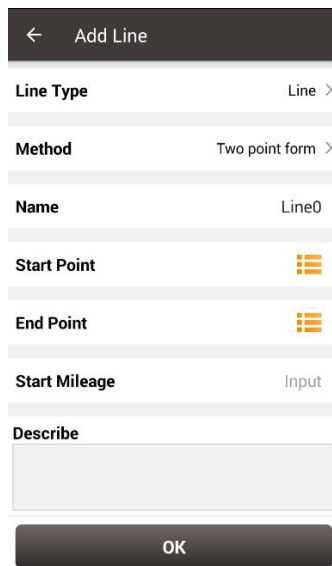 Add Line
Line Type Line
Method Two point form
Name Line0
Start Point
End Point
Start Mileage Input
Describe
OK